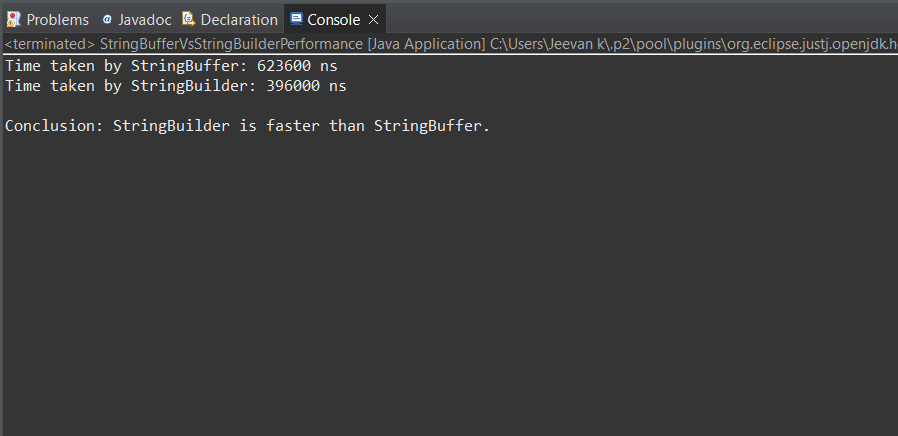 Problems Javadoc Declaration Console
<terminated> StringBufferVsStringBuilderPerformance [Java Application] C:\Users\Jeevan k\.p2\pool\plugins\org.eclipse.justj.openjdk.h
Time taken by StringBuffer: 623600 ns
Time taken by StringBuilder: 396000 ns
Conclusion: StringBuilder is faster than StringBuffer.